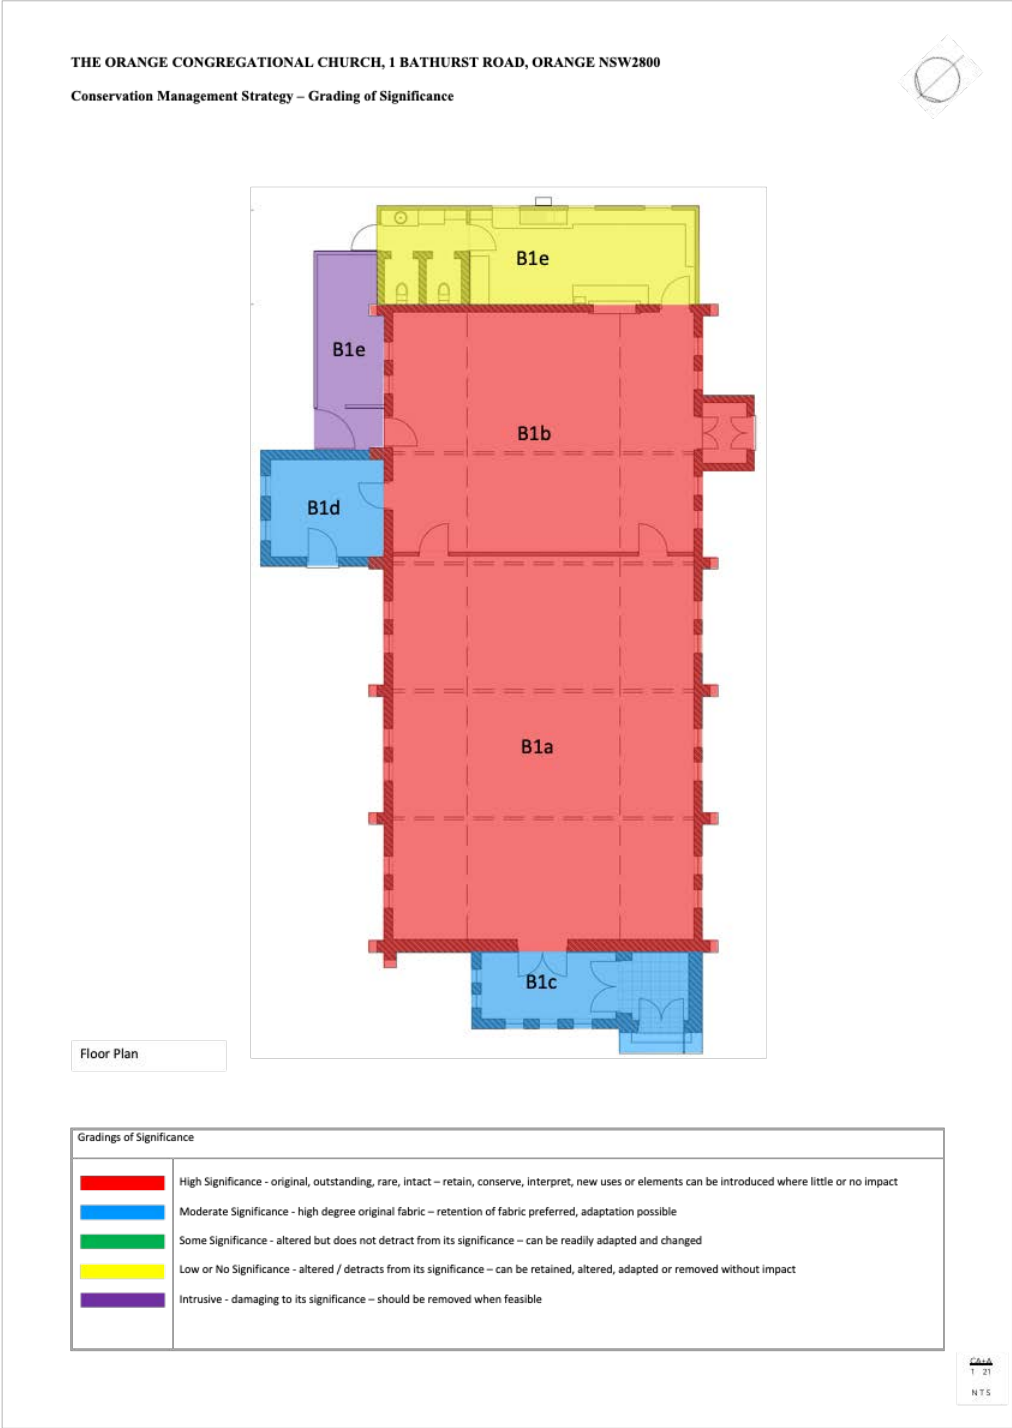 THE ORANGE CONGREGATIONAL CHURCH, 1 BATHURST ROAD, ORANGE NSW2800
Conservation Management Strategy – Grading of Significance
B1e
B1e
B1b
B1d
B1a
B1c
Floor Plan
Gradings of Significance
High Significance - original, outstanding, rare, intact – retain, conserve, interpret, new uses or elements can be introduced where little or no impact
Moderate Significance - high degree original fabric – retention of fabric preferred, adaptation possible
Some Significance - altered but does not detract from its significance – can be readily adapted and changed
Low or No Significance - altered / detracts from its significance – can be retained, altered, adapted or removed without impact
Intrusive - damaging to its significance – should be removed when feasible
CA+A
1 21
NTS